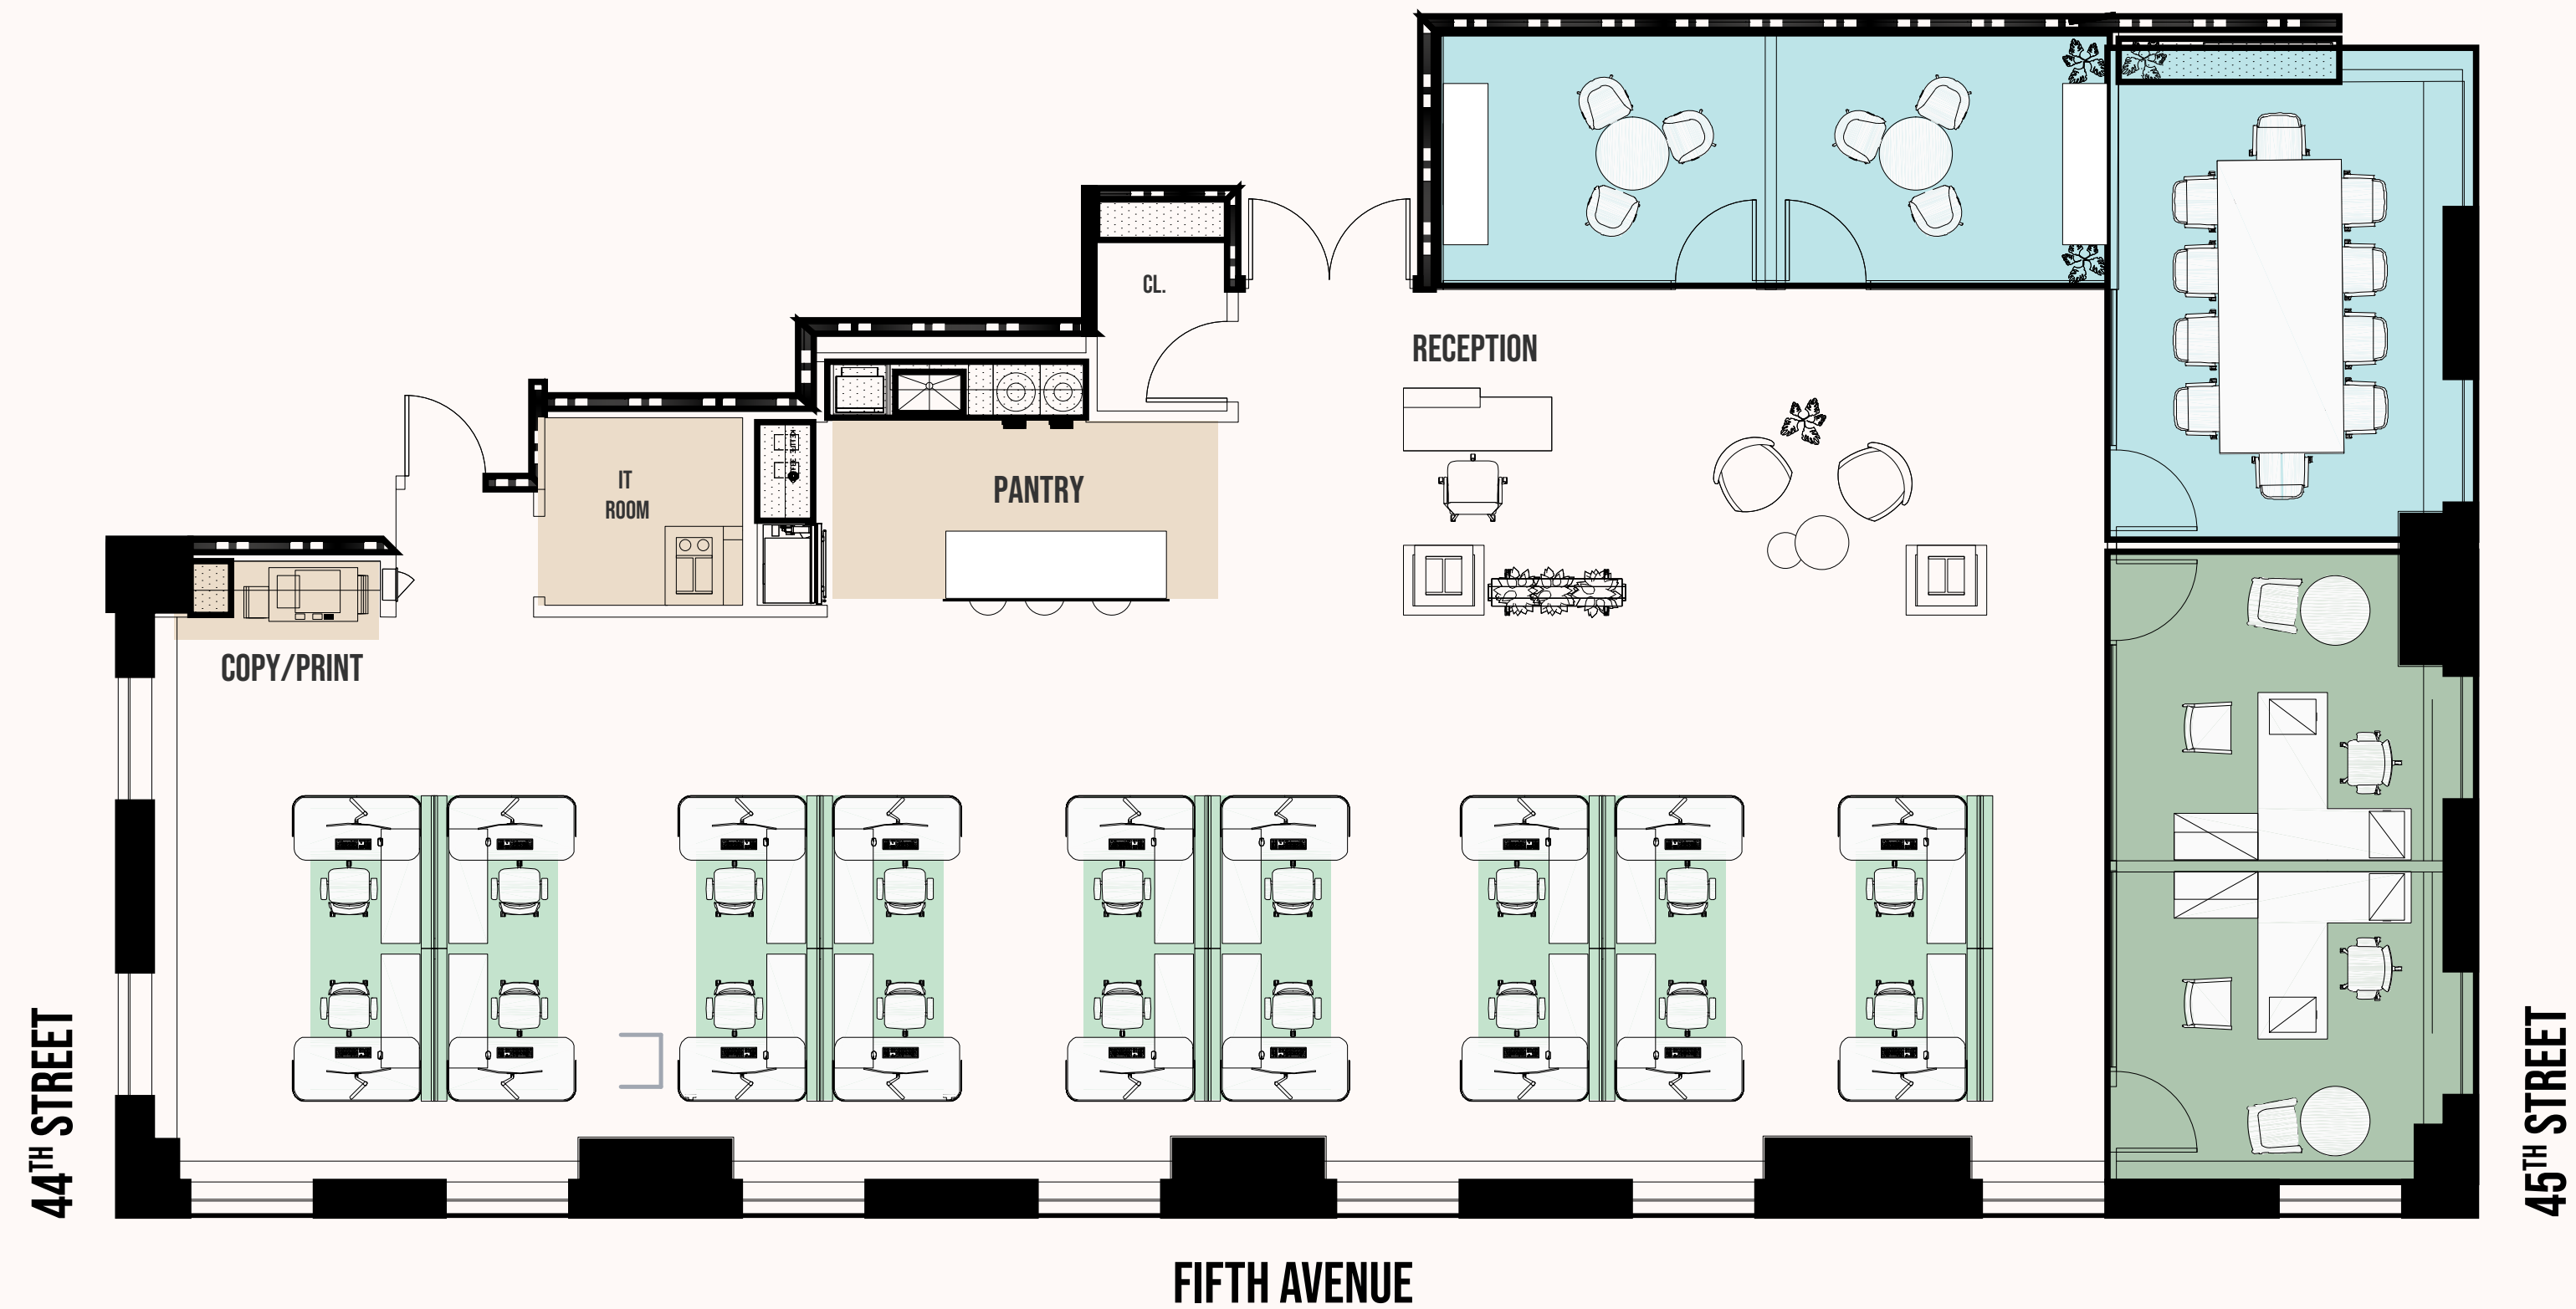 CL.
RECEPTION
IT
ROOM
PANTRY
COPY/PRINT
44TH STREET
45TH STREET
FIFTH AVENUE